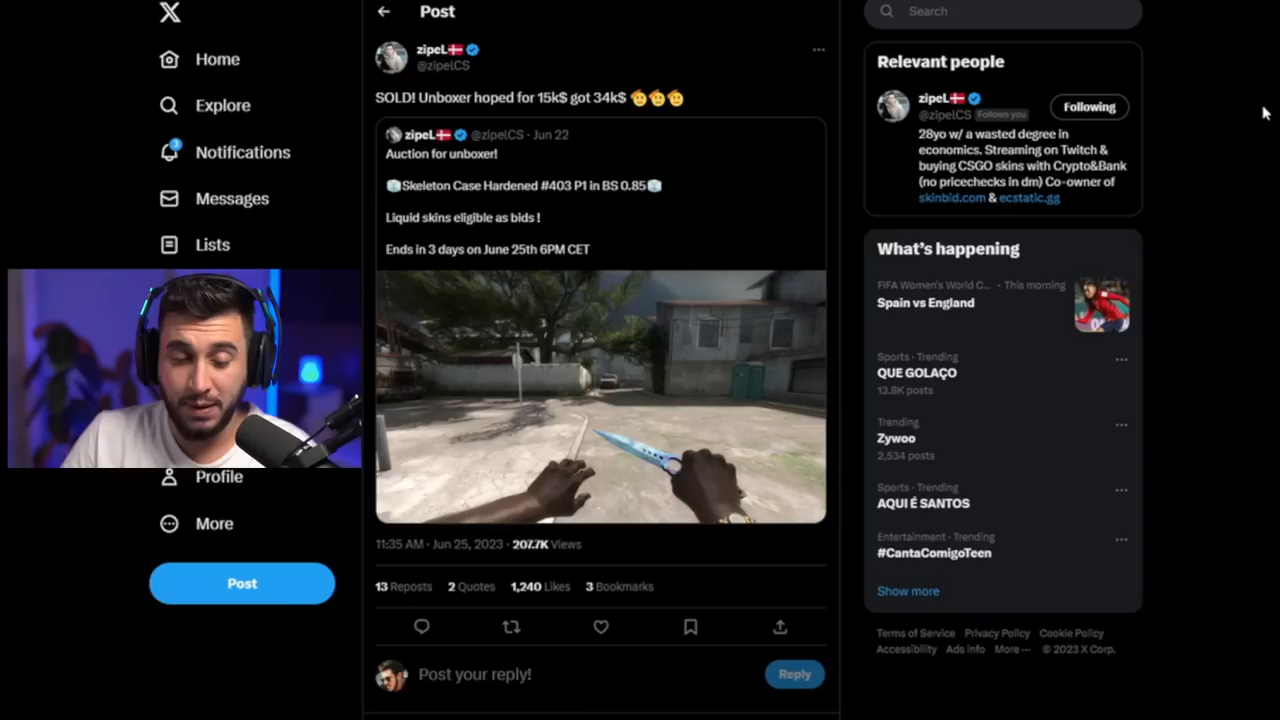 Home
Explore
3
Notifications
Messages
Lists
Profile
More
Post
Post
zipeL
@zipelCS
SOLD! Unboxer hoped for 15k$ got 34k$
zipeL @zipelCS · Jun 22
Auction for unboxer!
Skeleton Case Hardened #403 P1 in BS 0.85
Liquid skins eligible as bids !
Ends in 3 days on June 25th 6PM CET
11:35 AM · Jun 25, 2023 · 207.7K Views
13 Reposts 2 Quotes 1,240 Likes 3 Bookmarks
Post your reply!
Reply
Search
Relevant people
zipeL
@zipelCS Follows you
Following
28yo w/ a wasted degree in
economics. Streaming on Twitch &
buying CSGO skins with Crypto&Bank
(no pricechecks in dm) Co-owner of
skinbid.com & ecstatic.gg
What's happening
FIFA Women's World C... · This morning
Spain vs England
Sports · Trending
QUE GOLAÇO
13.8K posts
Trending
Zywoo
2,534 posts
Sports · Trending
AQUI É SANTOS
Entertainment · Trending
#CantaComigoTeen
Show more
Terms of Service Privacy Policy Cookie Policy
Accessibility Ads info More ... © 2023 X Corp.